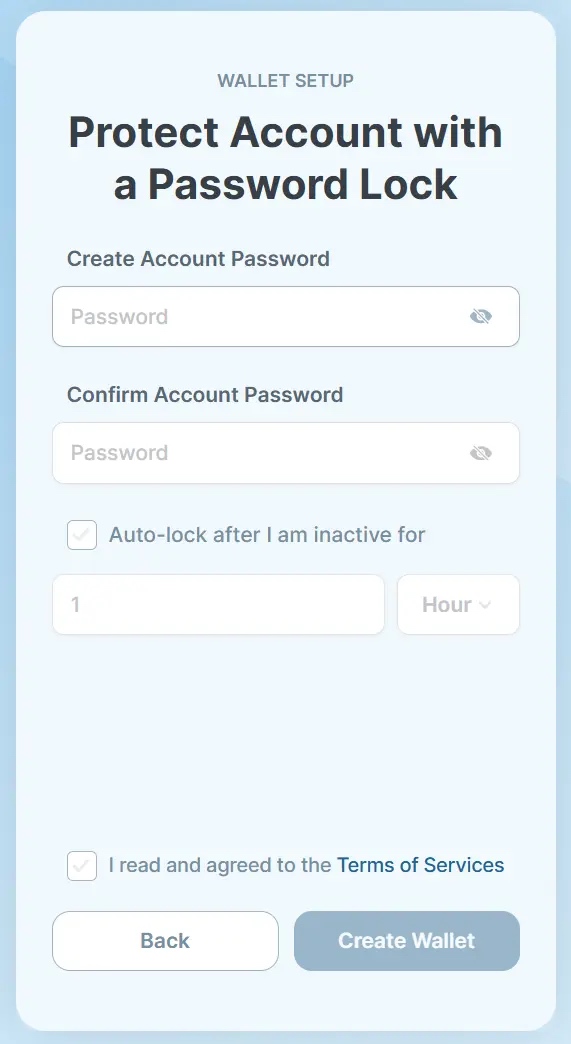 WALLET SETUP
Protect Account with
a Password Lock
Create Account Password
Password
Confirm Account Password
Password
Auto-lock after I am inactive for
1
Hour
I read and agreed to the Terms of Services
Back
Create Wallet